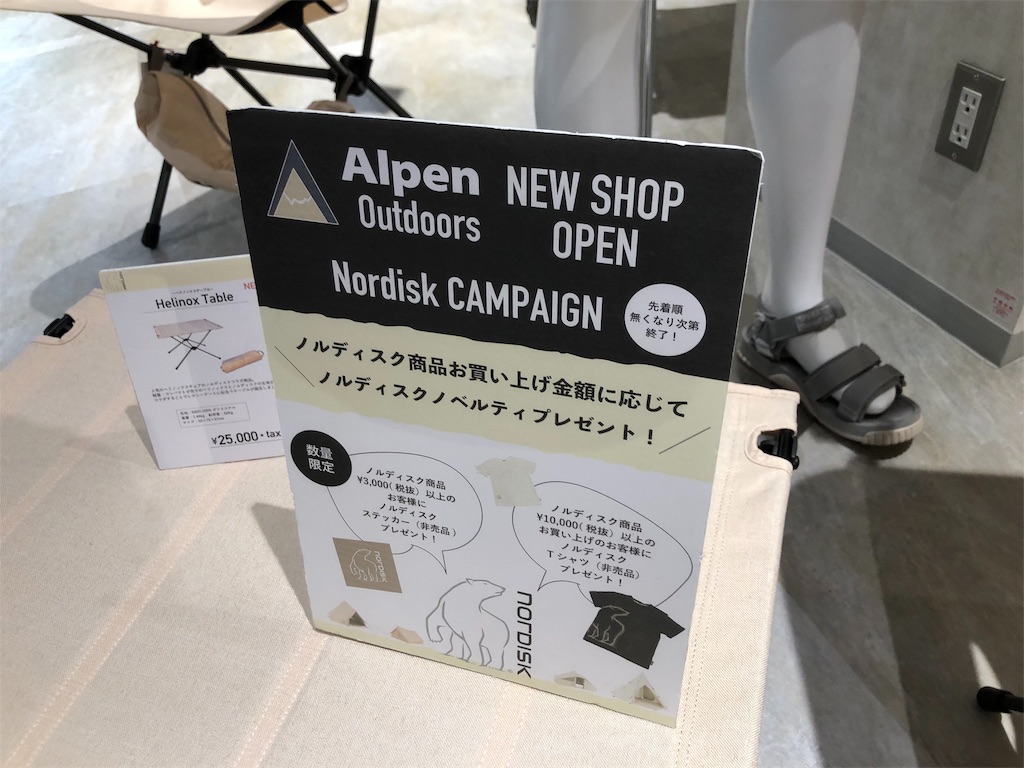 Alpen
Outdoors
NEW SHOP
OPEN
Nordisk CAMPAIGN
先着順
無くなり次第
終了！
ノルディスク商品お買い上げ金額に応じて
ノルディスクノベルティプレゼント！
数量
限定
ノルディスク商品
¥3,000(税抜)以上の
お客様に
ノルディスク
ステッカー（非売品）
プレゼント！
ノルディスク商品
¥10,000(税抜)以上の
お買い上げのお客様に
ノルディスク
Tシャツ（非売品）
プレゼント！
NORDISK
NORDISK
Helinox Table
NE
¥25,000+tax